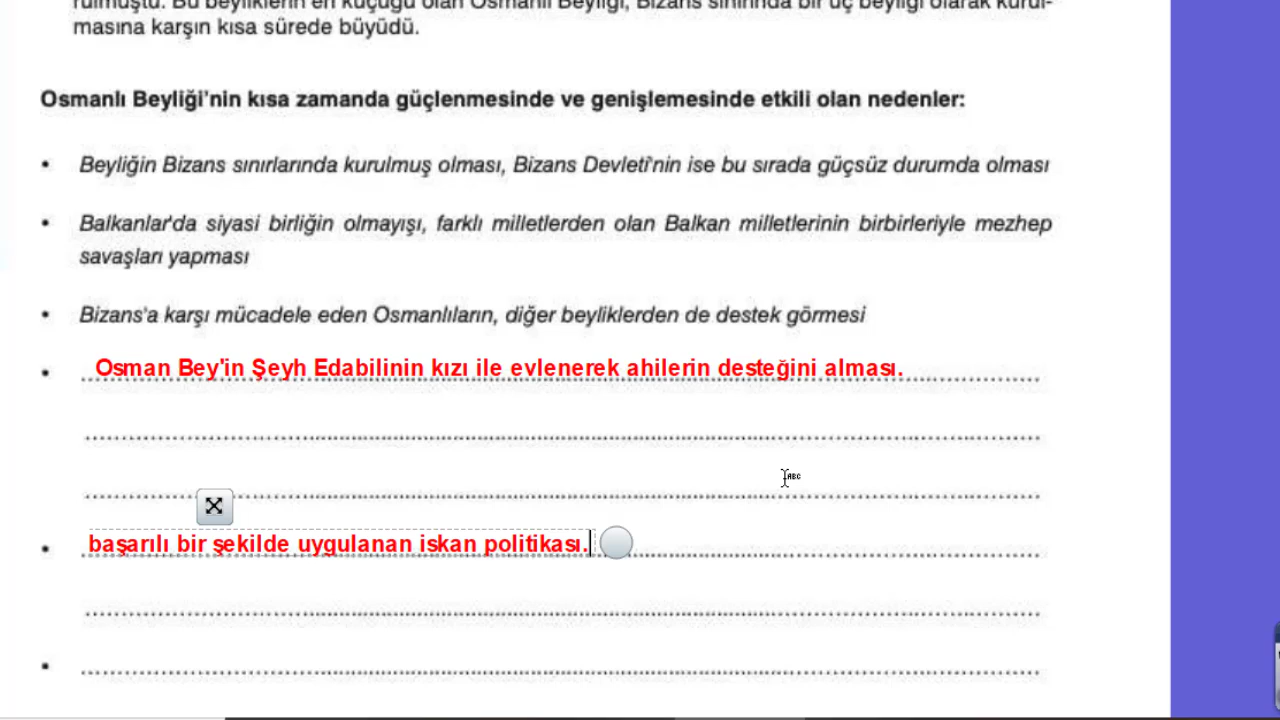 rulmuştu. Bu beyliklerin en küçüğü olan Osmanlı Beyliği, Bizans sınırında bir uç beyliği olarak kurul-
masına karşın kısa sürede büyüdü.
Osmanlı Beyliği'nin kısa zamanda güçlenmesinde ve genişlemesinde etkili olan nedenler:
• Beyliğin Bizans sınırlarında kurulmuş olması, Bizans Devleti'nin ise bu sırada güçsüz durumda olması
• Balkanlar'da siyasi birliğin olmayışı, farklı milletlerden olan Balkan milletlerinin birbirleriyle mezhep
savaşları yapması
• Bizans'a karşı mücadele eden Osmanlıların, diğer beyliklerden de destek görmesi
• Osman Bey'in Şeyh Edabilinin kızı ile evlenerek ahilerin desteğini alması.
ABC
• başarılı bir şekilde uygulanan iskan politikası.